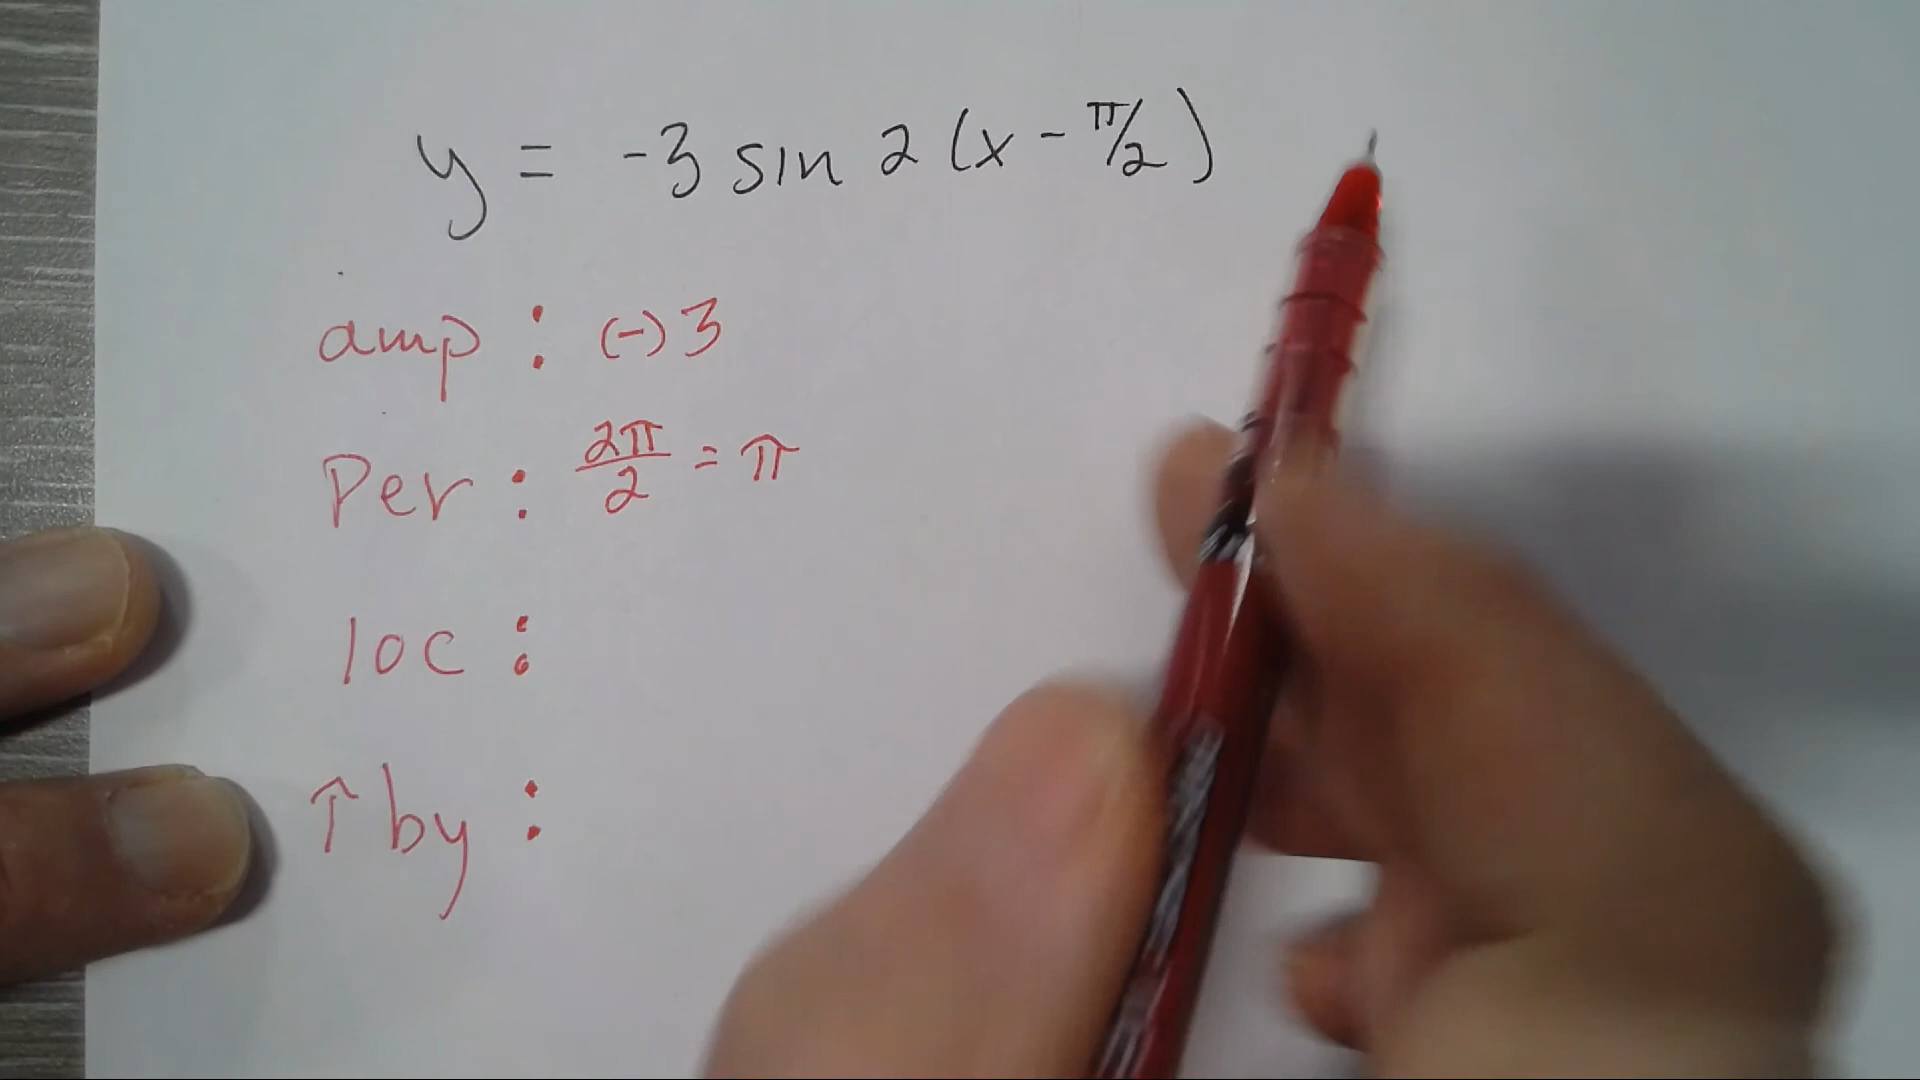 y = -3 sin 2 (x - π/2)
amp : (-) 3
Per : 2π/2 = π
loc :
↑ by :